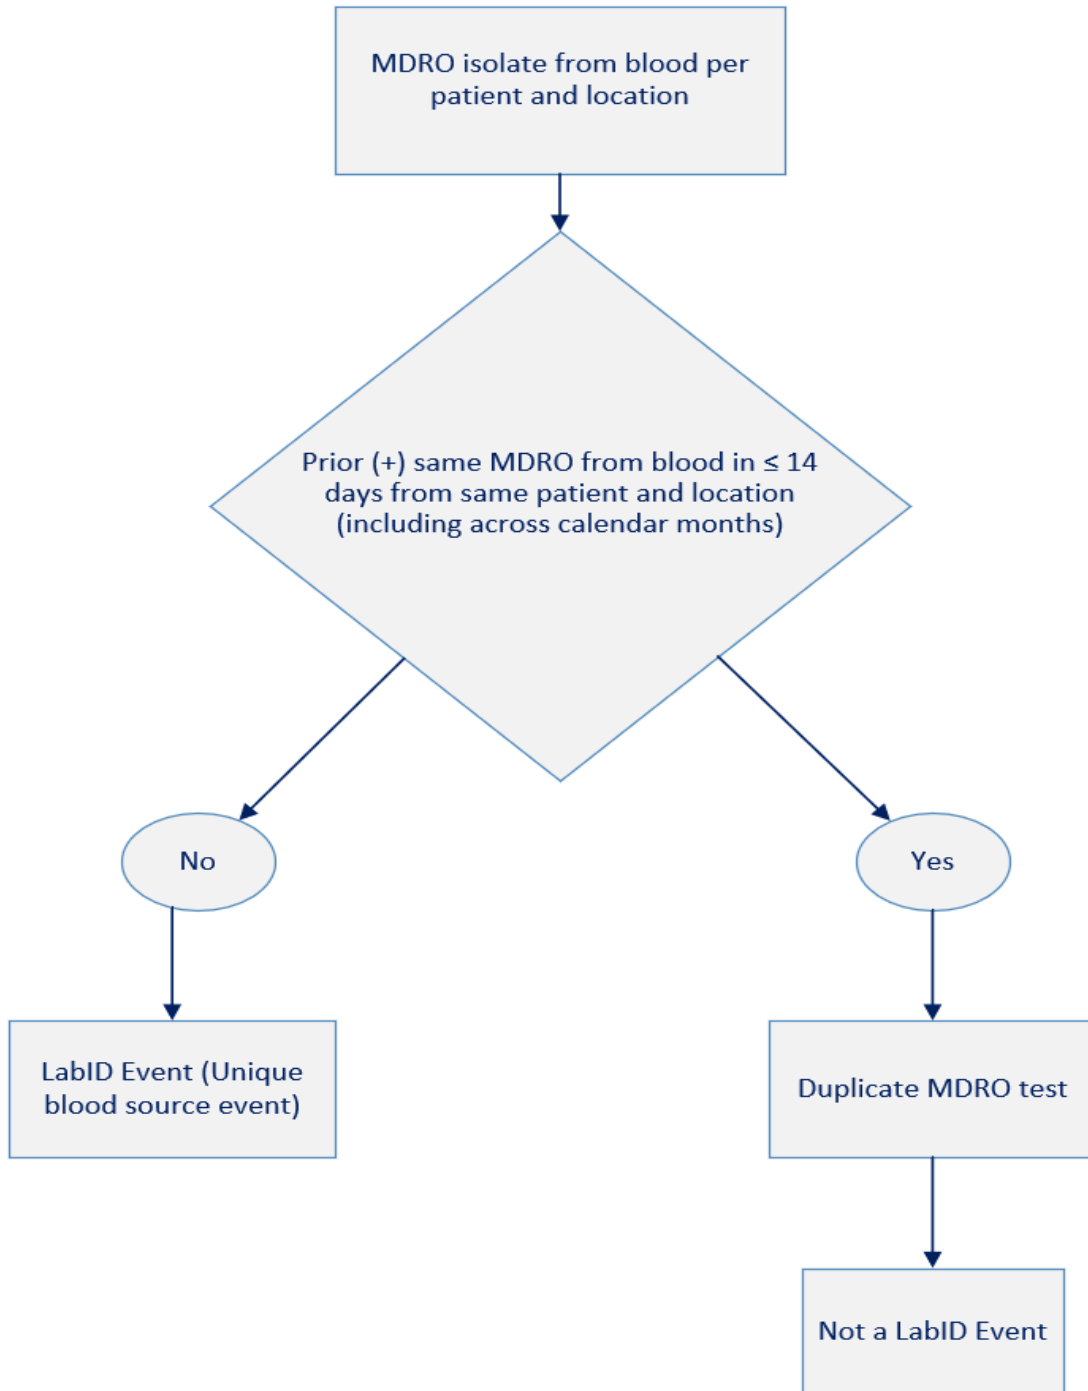 MDRO isolate from blood per
patient and location
Prior (+) same MDRO from blood in ≤ 14
days from same patient and location
(including across calendar months)
No
Yes
LabID Event (Unique
blood source event)
Duplicate MDRO test
Not a LabID Event